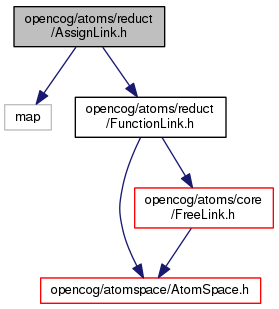 opencog/atoms/reduct
/AssignLink.h
map
opencog/atoms/reduct
/FunctionLink.h
opencog/atoms/core
/FreeLink.h
opencog/atomspace/AtomSpace.h